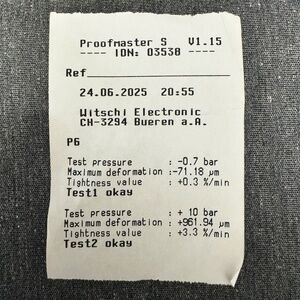 Proofmaster S V1.15
---- IDN: 03538 ----
Ref
24.06.2025 20:55
Witschi Electronic
CH-3294 Bueren a.A.
P6
Test pressure : -0.7 bar
Maximum deformation : -71.18 µm
Tightness value : +0.3 %/min
Test1 okay
Test pressure : + 10 bar
Maximum deformation : +961.94 µm
Tightness value : +3.3 %/min
Test2 okay